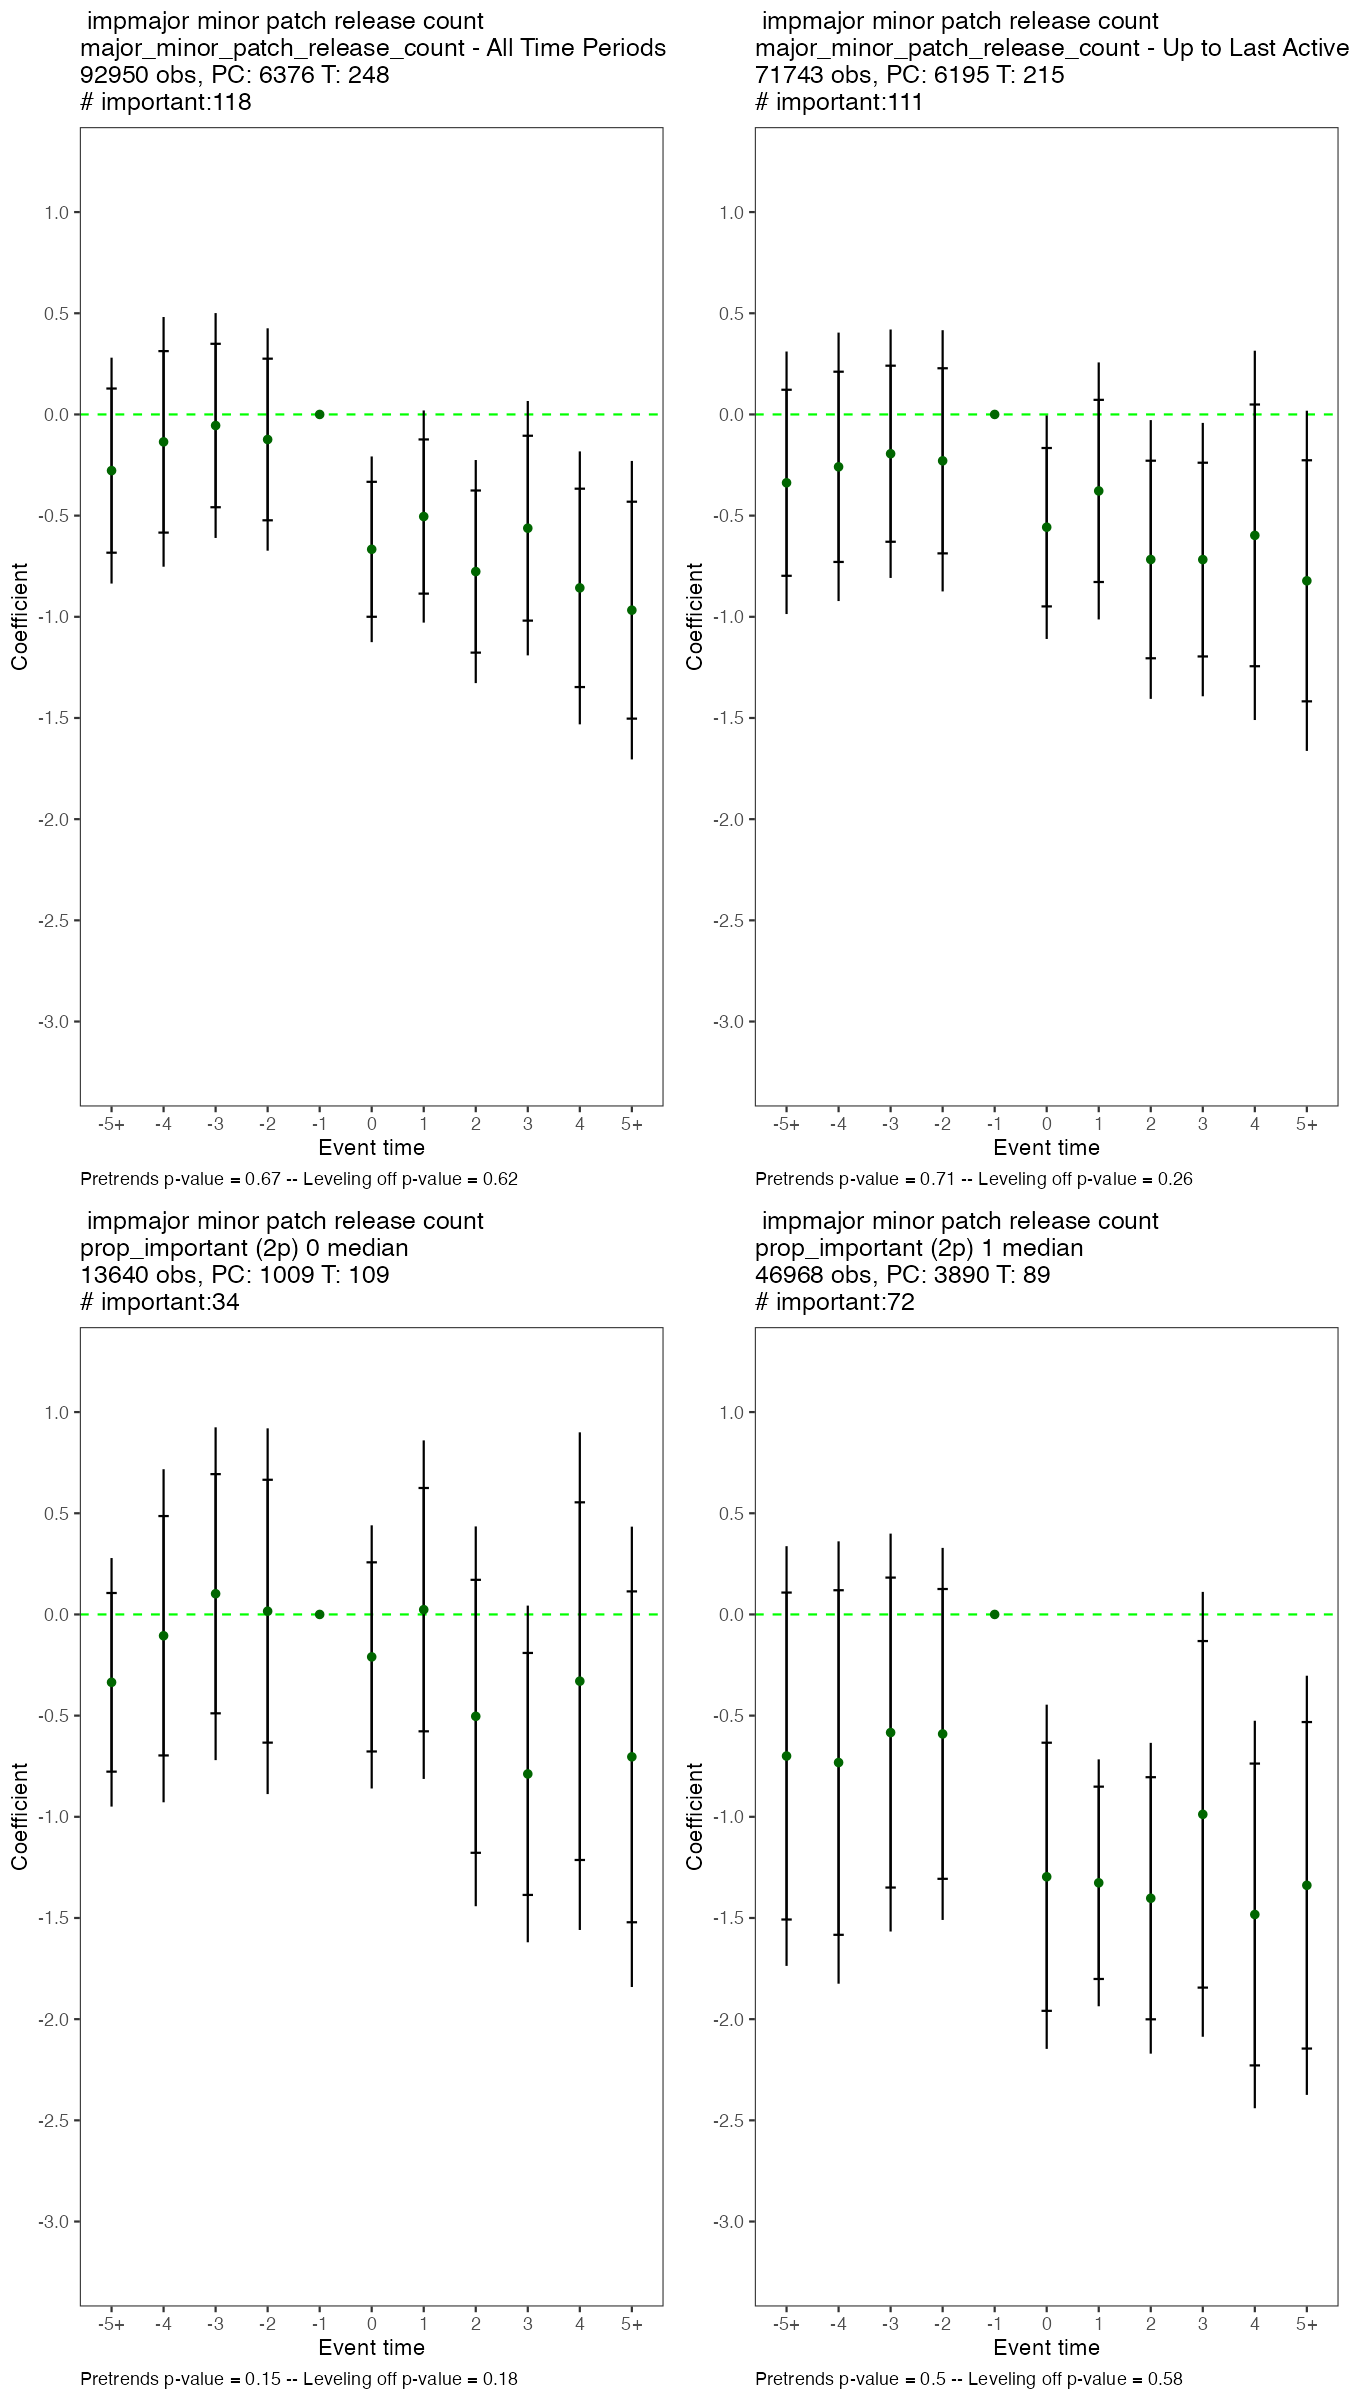 impmajor minor patch release count
major_minor_patch_release_count - All Time Periods
92950 obs, PC: 6376 T: 248
# important:118
1.0
0.5
0.0
-0.5
-1.0
-1.5
-2.0
-2.5
-3.0
Coefficient
-5+ -4 -3 -2 -1 0 1 2 3 4 5+
Event time
Pretrends p-value = 0.67 -- Leveling off p-value = 0.62
impmajor minor patch release count
major_minor_patch_release_count - Up to Last Active
71743 obs, PC: 6195 T: 215
# important:111
1.0
0.5
0.0
-0.5
-1.0
-1.5
-2.0
-2.5
-3.0
Coefficient
-5+ -4 -3 -2 -1 0 1 2 3 4 5+
Event time
Pretrends p-value = 0.71 -- Leveling off p-value = 0.26
impmajor minor patch release count
prop_important (2p) 0 median
13640 obs, PC: 1009 T: 109
# important:34
1.0
0.5
0.0
-0.5
-1.0
-1.5
-2.0
-2.5
-3.0
Coefficient
-5+ -4 -3 -2 -1 0 1 2 3 4 5+
Event time
Pretrends p-value = 0.15 -- Leveling off p-value = 0.18
impmajor minor patch release count
prop_important (2p) 1 median
46968 obs, PC: 3890 T: 89
# important:72
1.0
0.5
0.0
-0.5
-1.0
-1.5
-2.0
-2.5
-3.0
Coefficient
-5+ -4 -3 -2 -1 0 1 2 3 4 5+
Event time
Pretrends p-value = 0.5 -- Leveling off p-value = 0.58